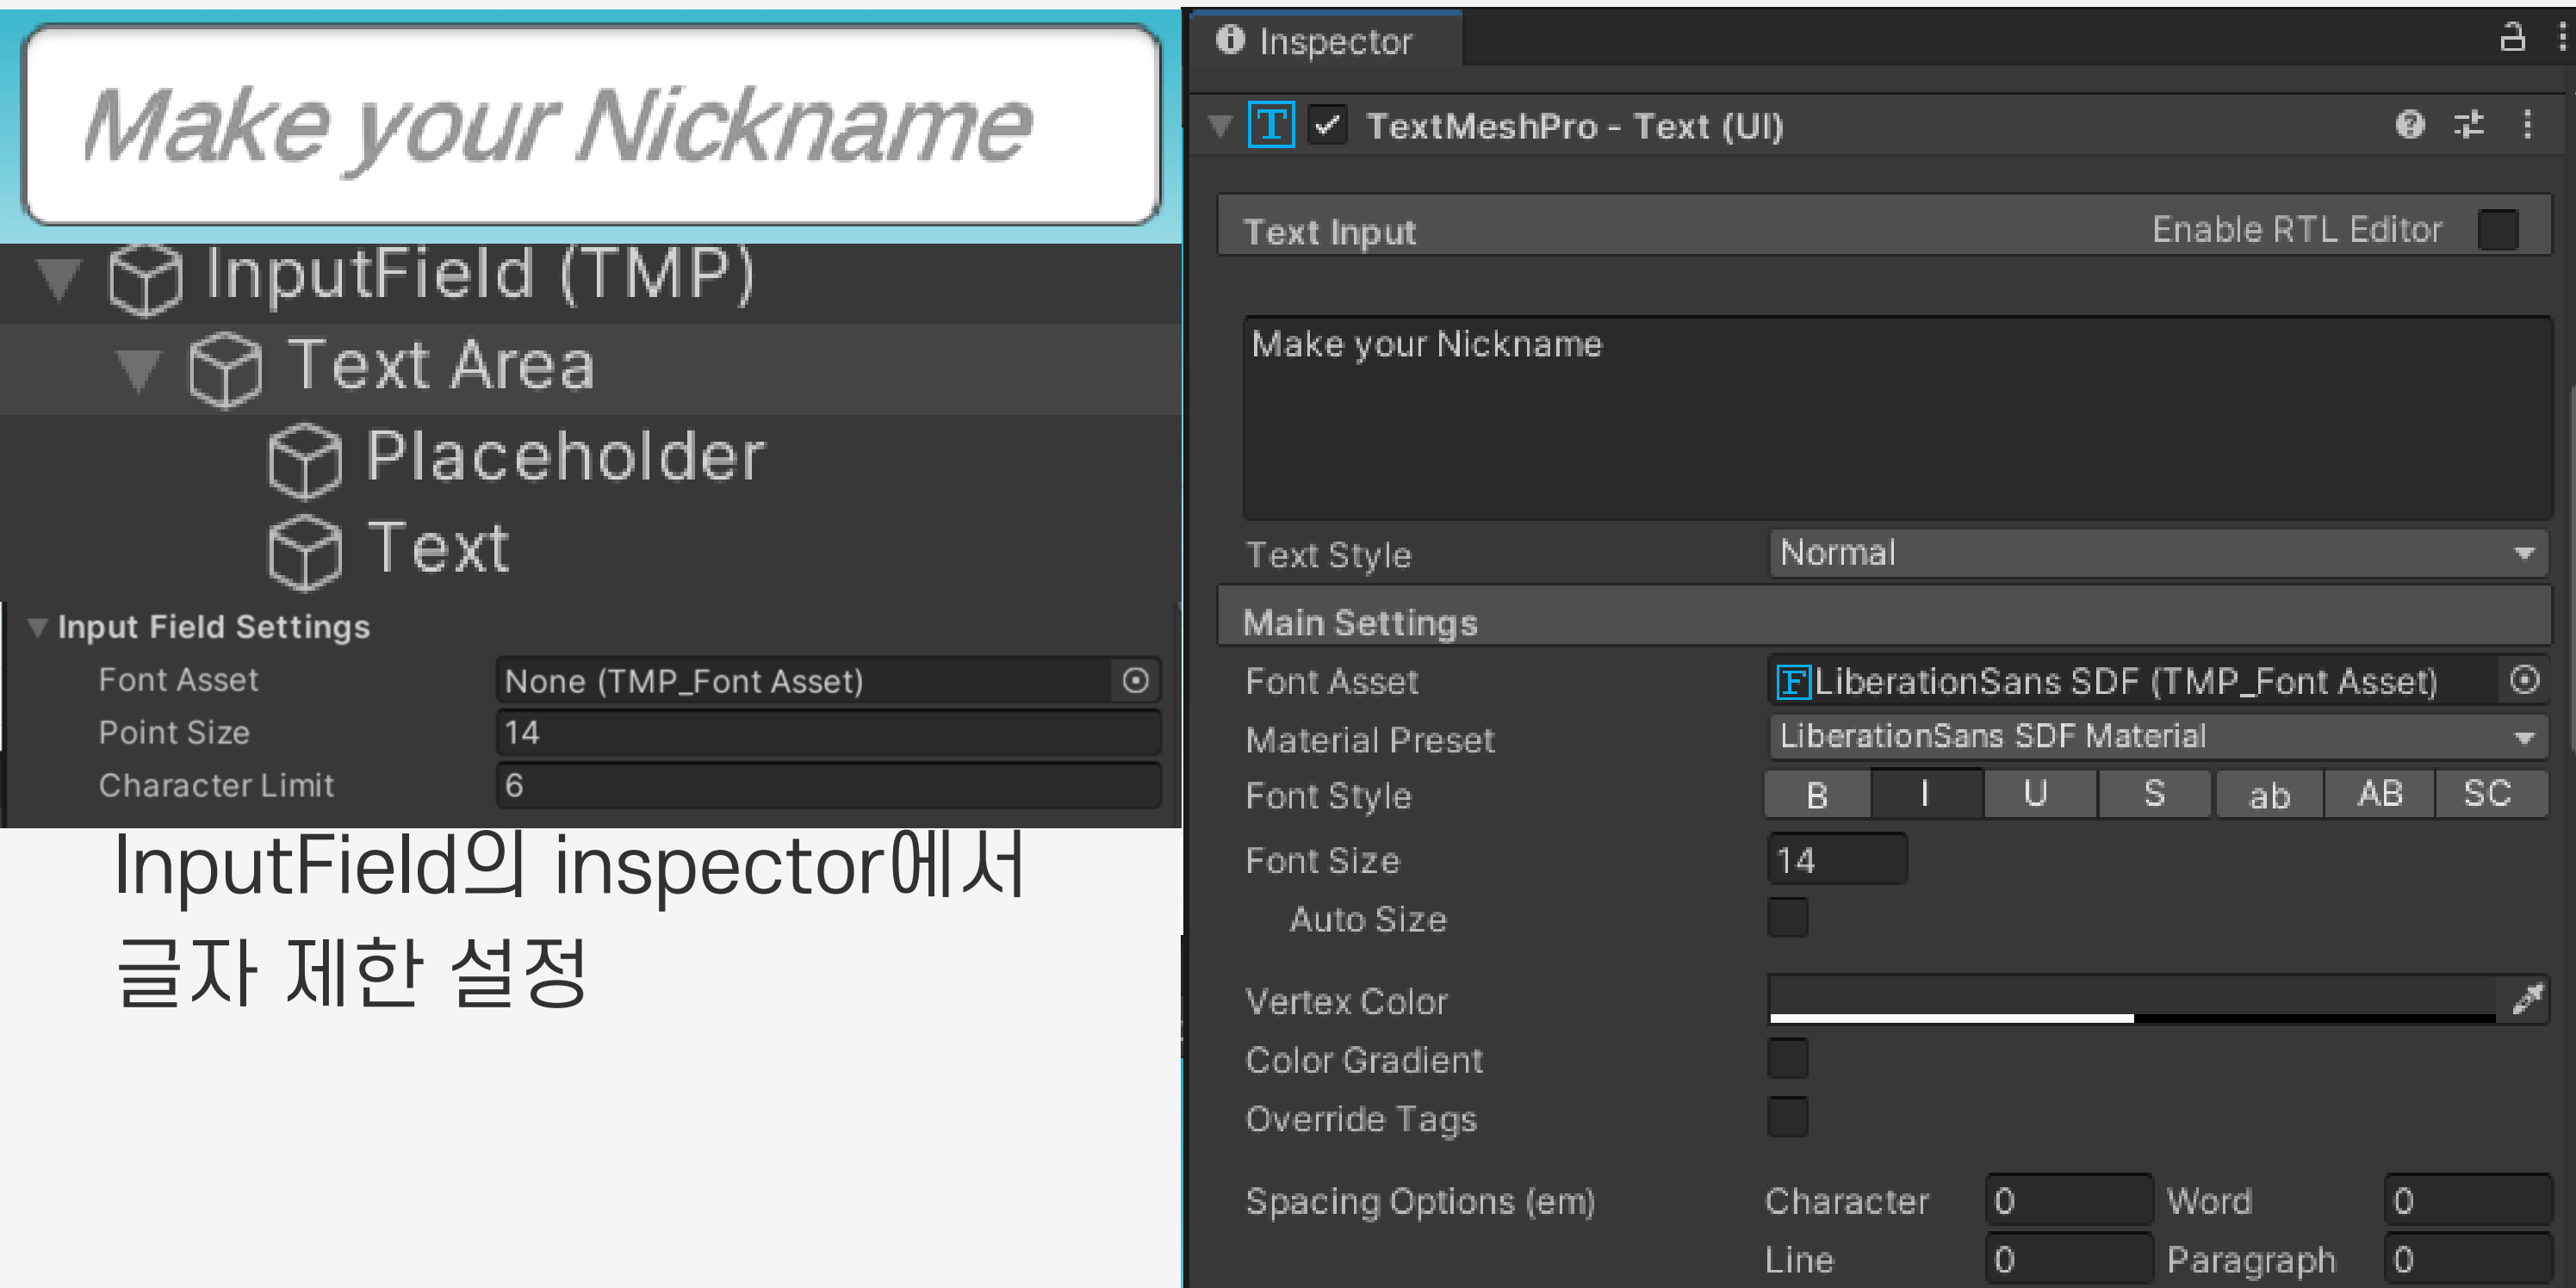 Make your Nickname
InputField (TMP)
Text Area
Placeholder
Text
Input Field Settings
Font Asset None (TMP_Font Asset)
Point Size 14
Character Limit 6
InputField의 inspector에서
글자 제한 설정
Inspector
TextMeshPro - Text (UI)
Text Input Enable RTL Editor
Make your Nickname
Text Style Normal
Main Settings
Font Asset LiberationSans SDF (TMP_Font Asset)
Material Preset LiberationSans SDF Material
Font Style B I U S ab AB SC
Font Size 14
Auto Size
Vertex Color
Color Gradient
Override Tags
Spacing Options (em) Character 0 Word 0
Line 0 Paragraph 0